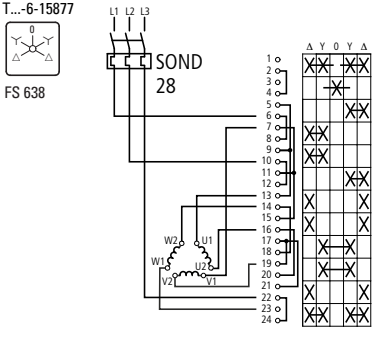 T...-6-15877
0
Y Y
Δ Δ
FS 638
L1 L2 L3
SOND
28
Δ Y 0 Y Δ
1
2
3
4
5
6
7
8
9
10
11
12
13
14
15
16
17
18
19
20
21
22
23
24
W2 U1
W1 U2
V2 V1